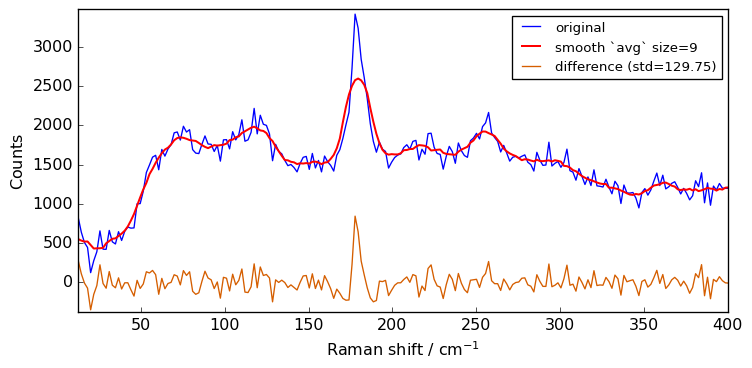 original
smooth `avg` size=9
difference (std=129.75)
Counts
3000
2500
2000
1500
1000
500
0
50 100 150 200 250 300 350 400
Raman shift / cm⁻¹